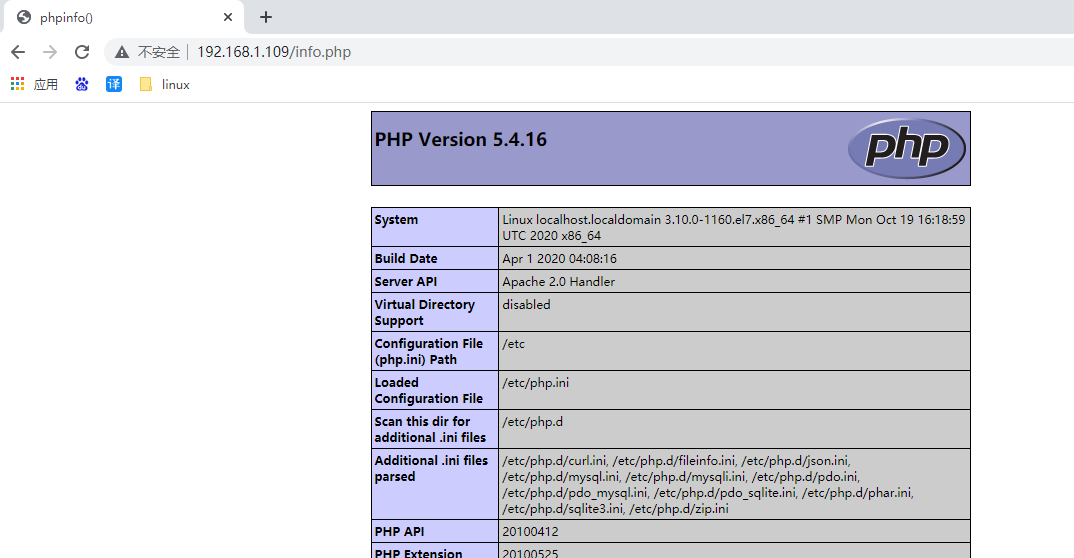 phpinfo()
不安全 192.168.1.109/info.php
应用 译 linux
PHP Version 5.4.16 php
System Linux localhost.localdomain 3.10.0-1160.el7.x86_64 #1 SMP Mon Oct 19 16:18:59
UTC 2020 x86_64
Build Date Apr 1 2020 04:08:16
Server API Apache 2.0 Handler
Virtual Directory disabled
Support
Configuration File /etc
(php.ini) Path
Loaded /etc/php.ini
Configuration File
Scan this dir for /etc/php.d
additional .ini files
Additional .ini files /etc/php.d/curl.ini, /etc/php.d/fileinfo.ini, /etc/php.d/json.ini,
parsed /etc/php.d/mysql.ini, /etc/php.d/mysqli.ini, /etc/php.d/pdo.ini,
/etc/php.d/pdo_mysql.ini, /etc/php.d/pdo_sqlite.ini, /etc/php.d/phar.ini,
/etc/php.d/sqlite3.ini, /etc/php.d/zip.ini
PHP API 20100412
PHP Extension 20100525